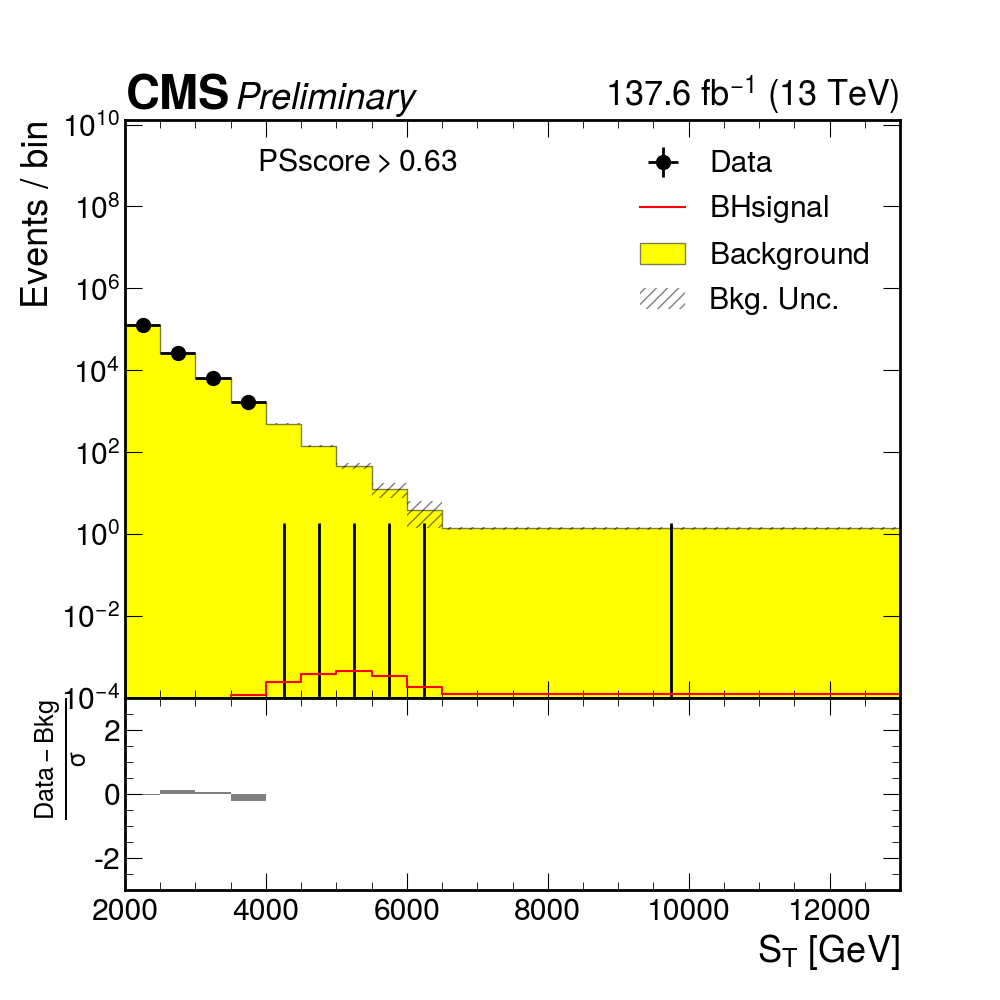 CMS Preliminary 137.6 fb⁻¹ (13 TeV)
Events / bin
10¹⁰
10⁸
10⁶
10⁴
10²
10⁰
10⁻²
10⁻⁴
PSscore > 0.63
Data
BHsignal
Background
Bkg. Unc.
Data − Bkg
σ
2
0
-2
2000 4000 6000 8000 10000 12000
S_T [GeV]